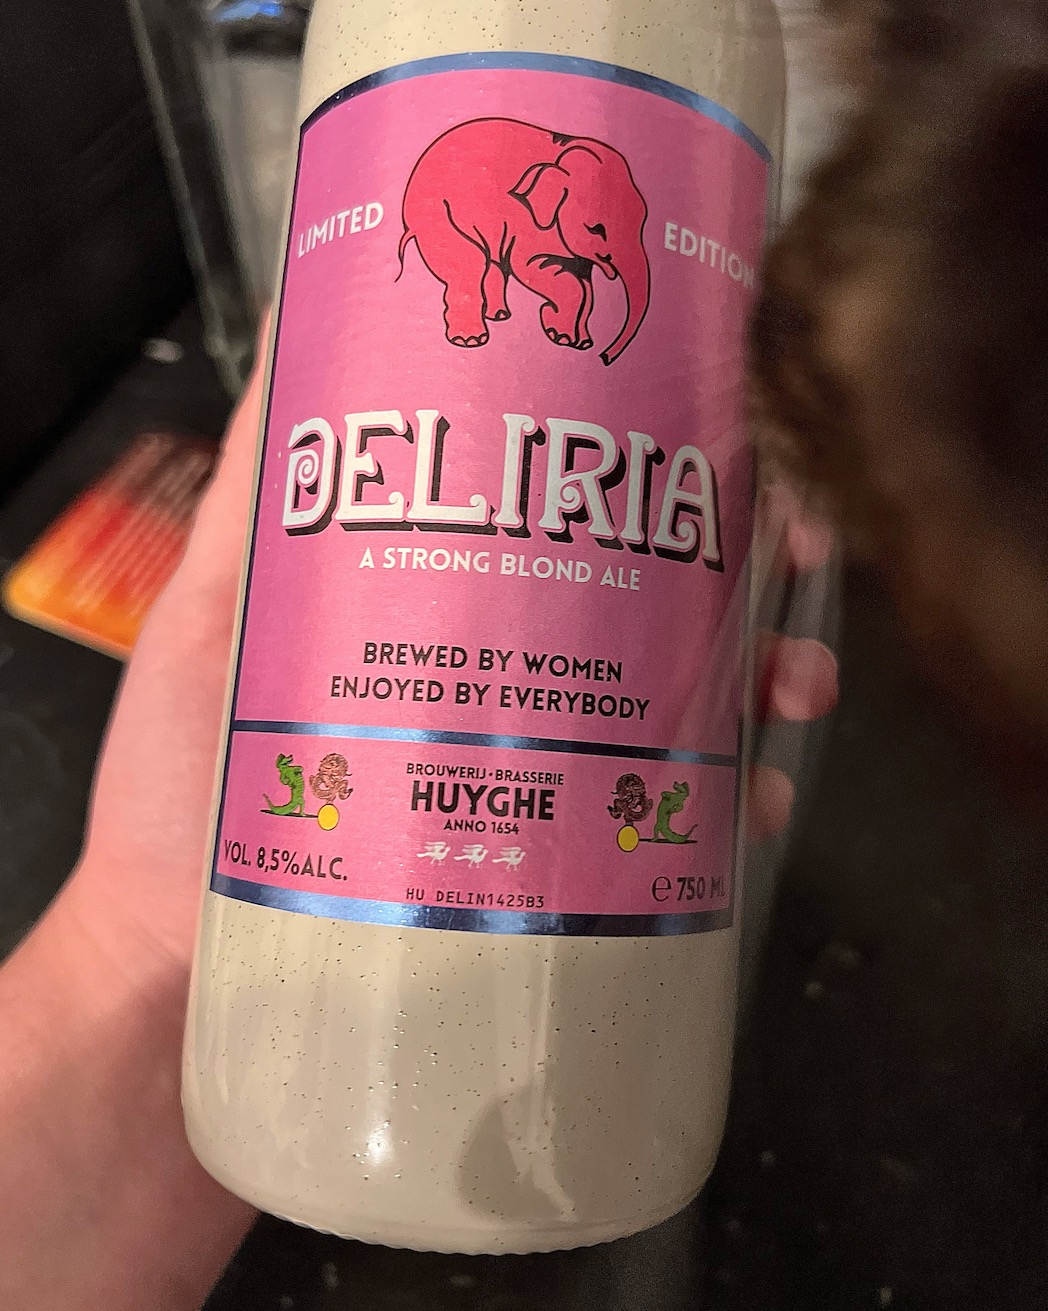 LIMITED EDITION
DELIRIA
A STRONG BLOND ALE
BREWED BY WOMEN
ENJOYED BY EVERYBODY
BROUWERIJ • BRASSERIE
HUYGHE
ANNO 1654
VOL. 8,5%ALC.
HU DELIN1425B3
e 750 ML